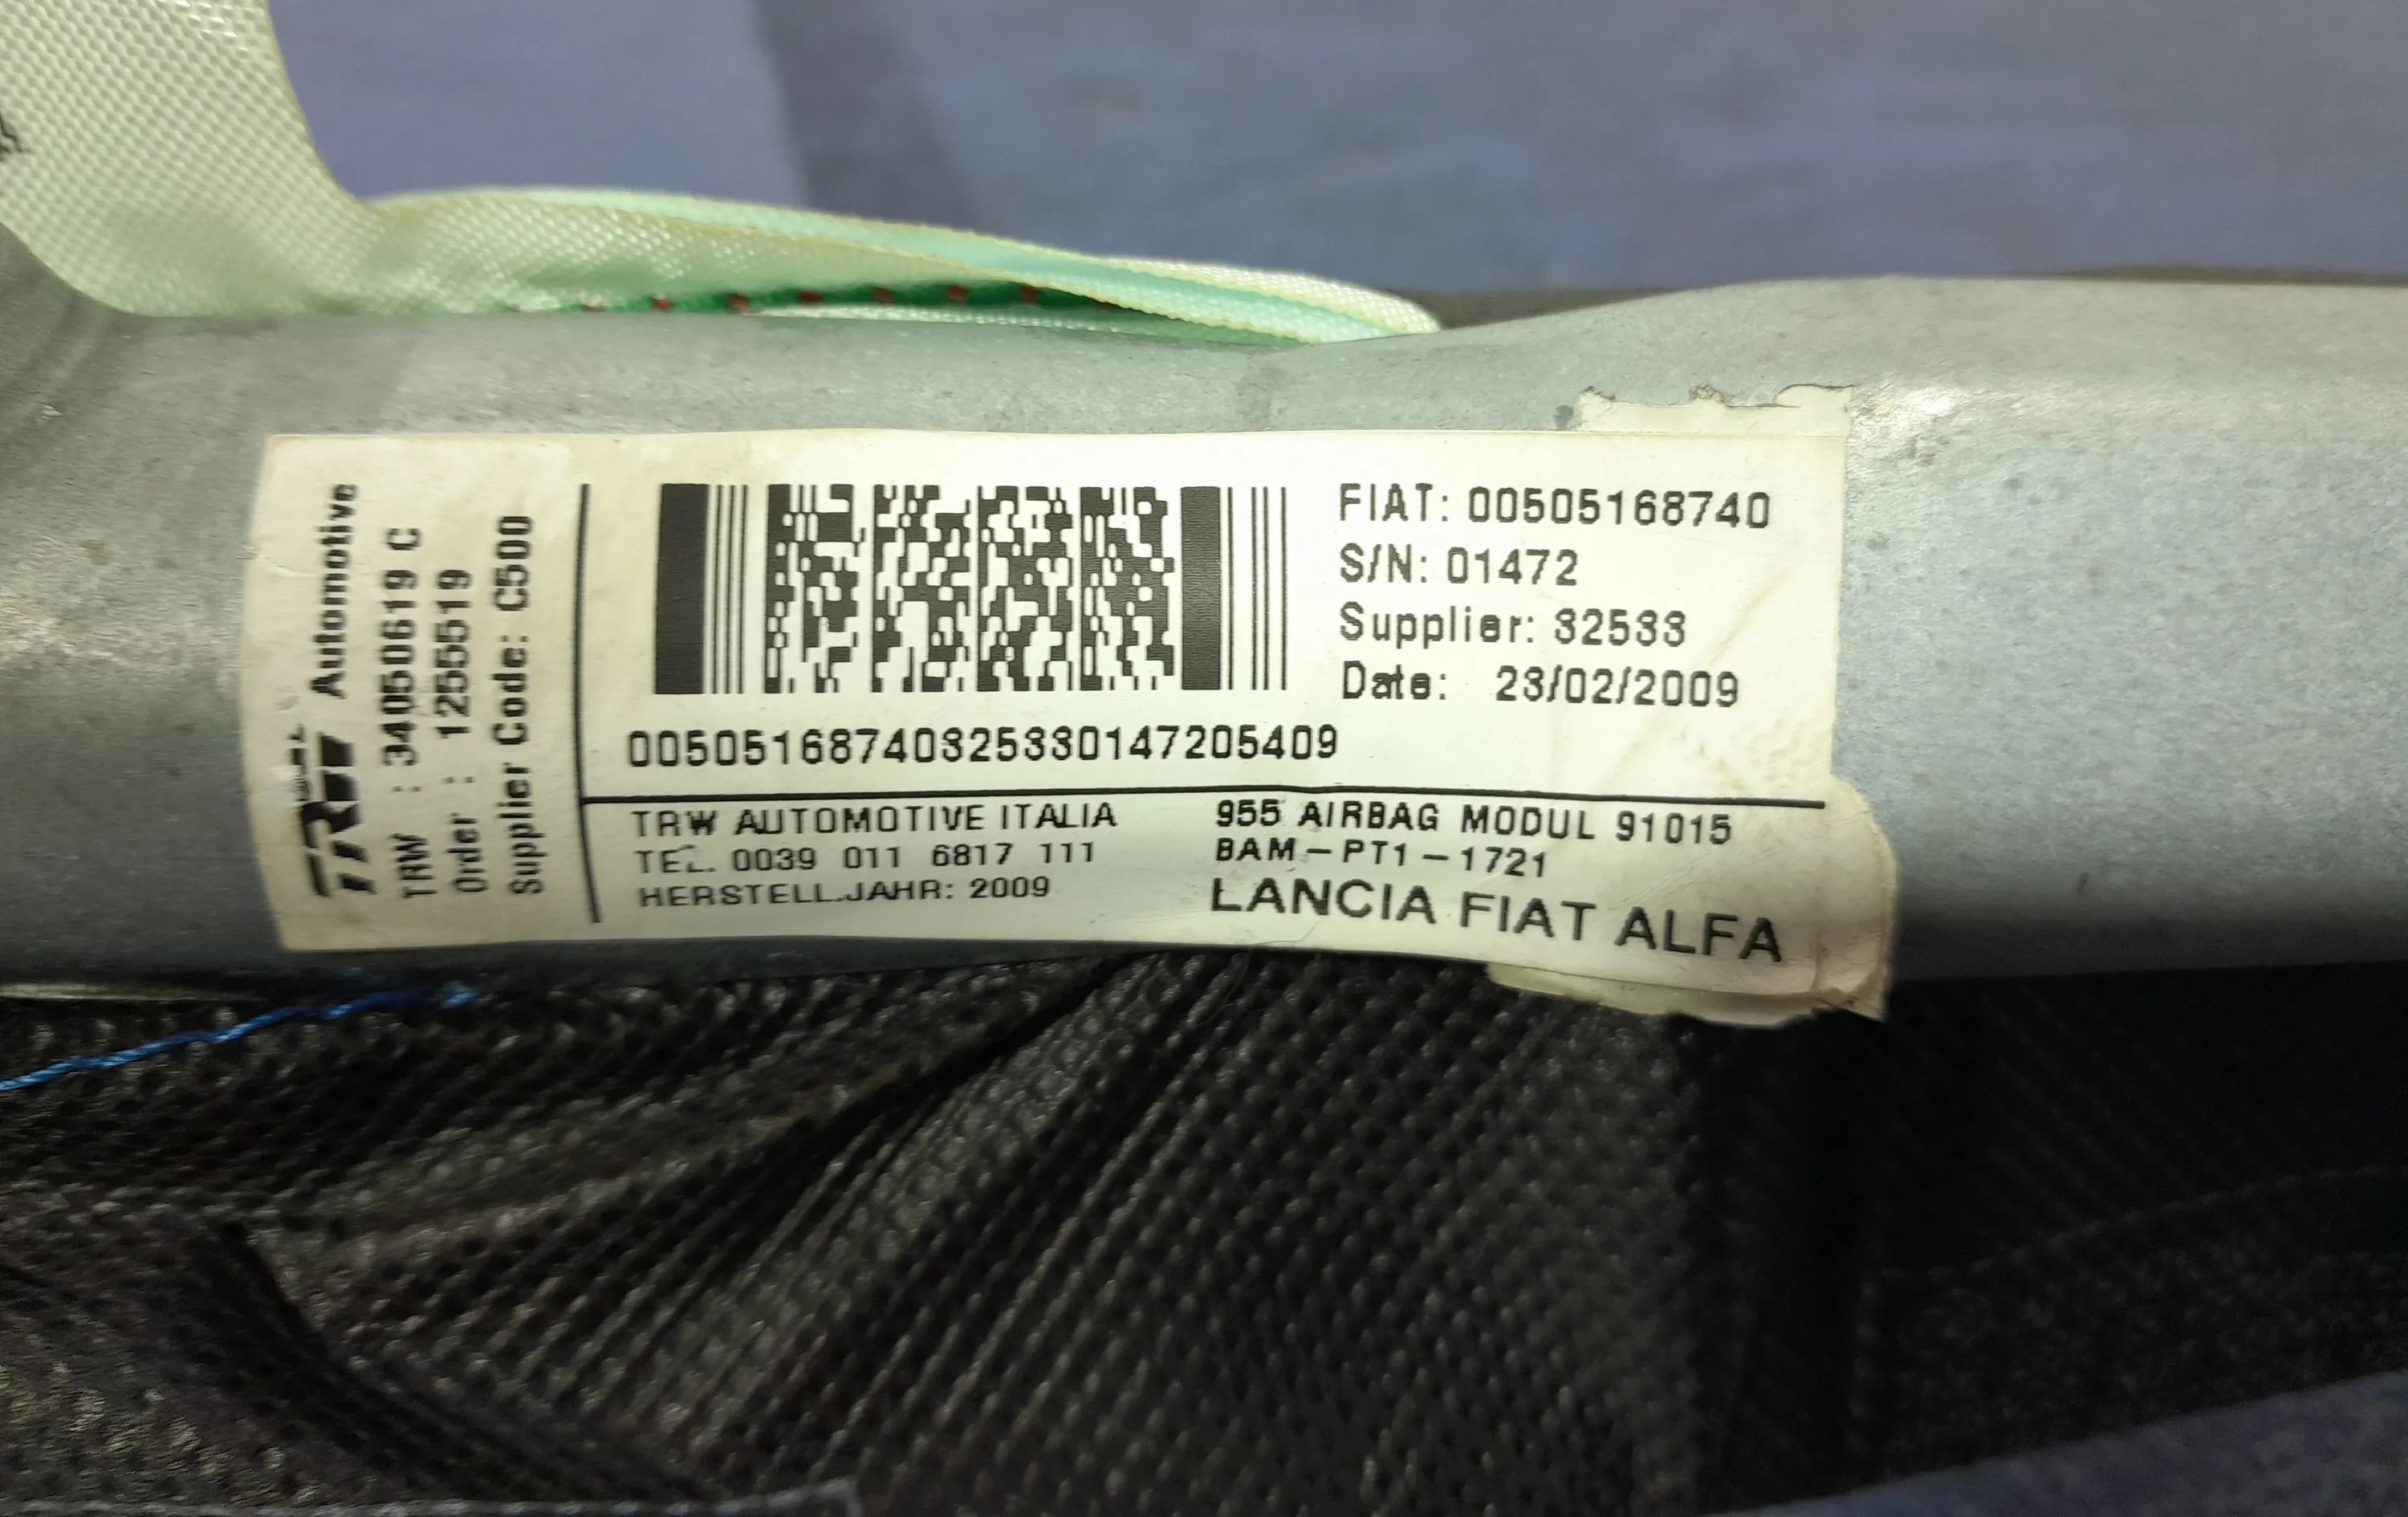 TRW Automotive
TRW : 34050619 C
Order : 1255519
Supplier Code: C500
FIAT: 00505168740
S/N: 01472
Supplier: 32533
Date: 23/02/2009
00505168740325330147205409
TRW AUTOMOTIVE ITALIA
TEL. 0039 011 6817 111
HERSTELL.JAHR: 2009
955 AIRBAG MODUL 91015
BAM-PT1-1721
LANCIA FIAT ALFA